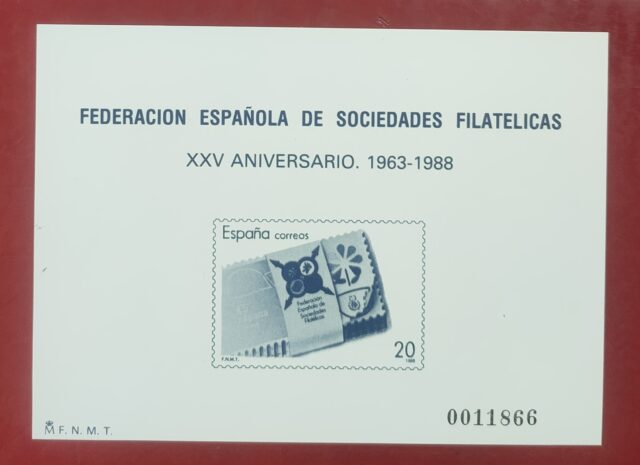 FEDERACION ESPAÑOLA DE SOCIEDADES FILATELICAS
XXV ANIVERSARIO. 1963-1988
España correos
Federación
Española de
Sociedades
Filatélicas
F.N.M.T.
20
1988
0011866
M F. N. M. T.